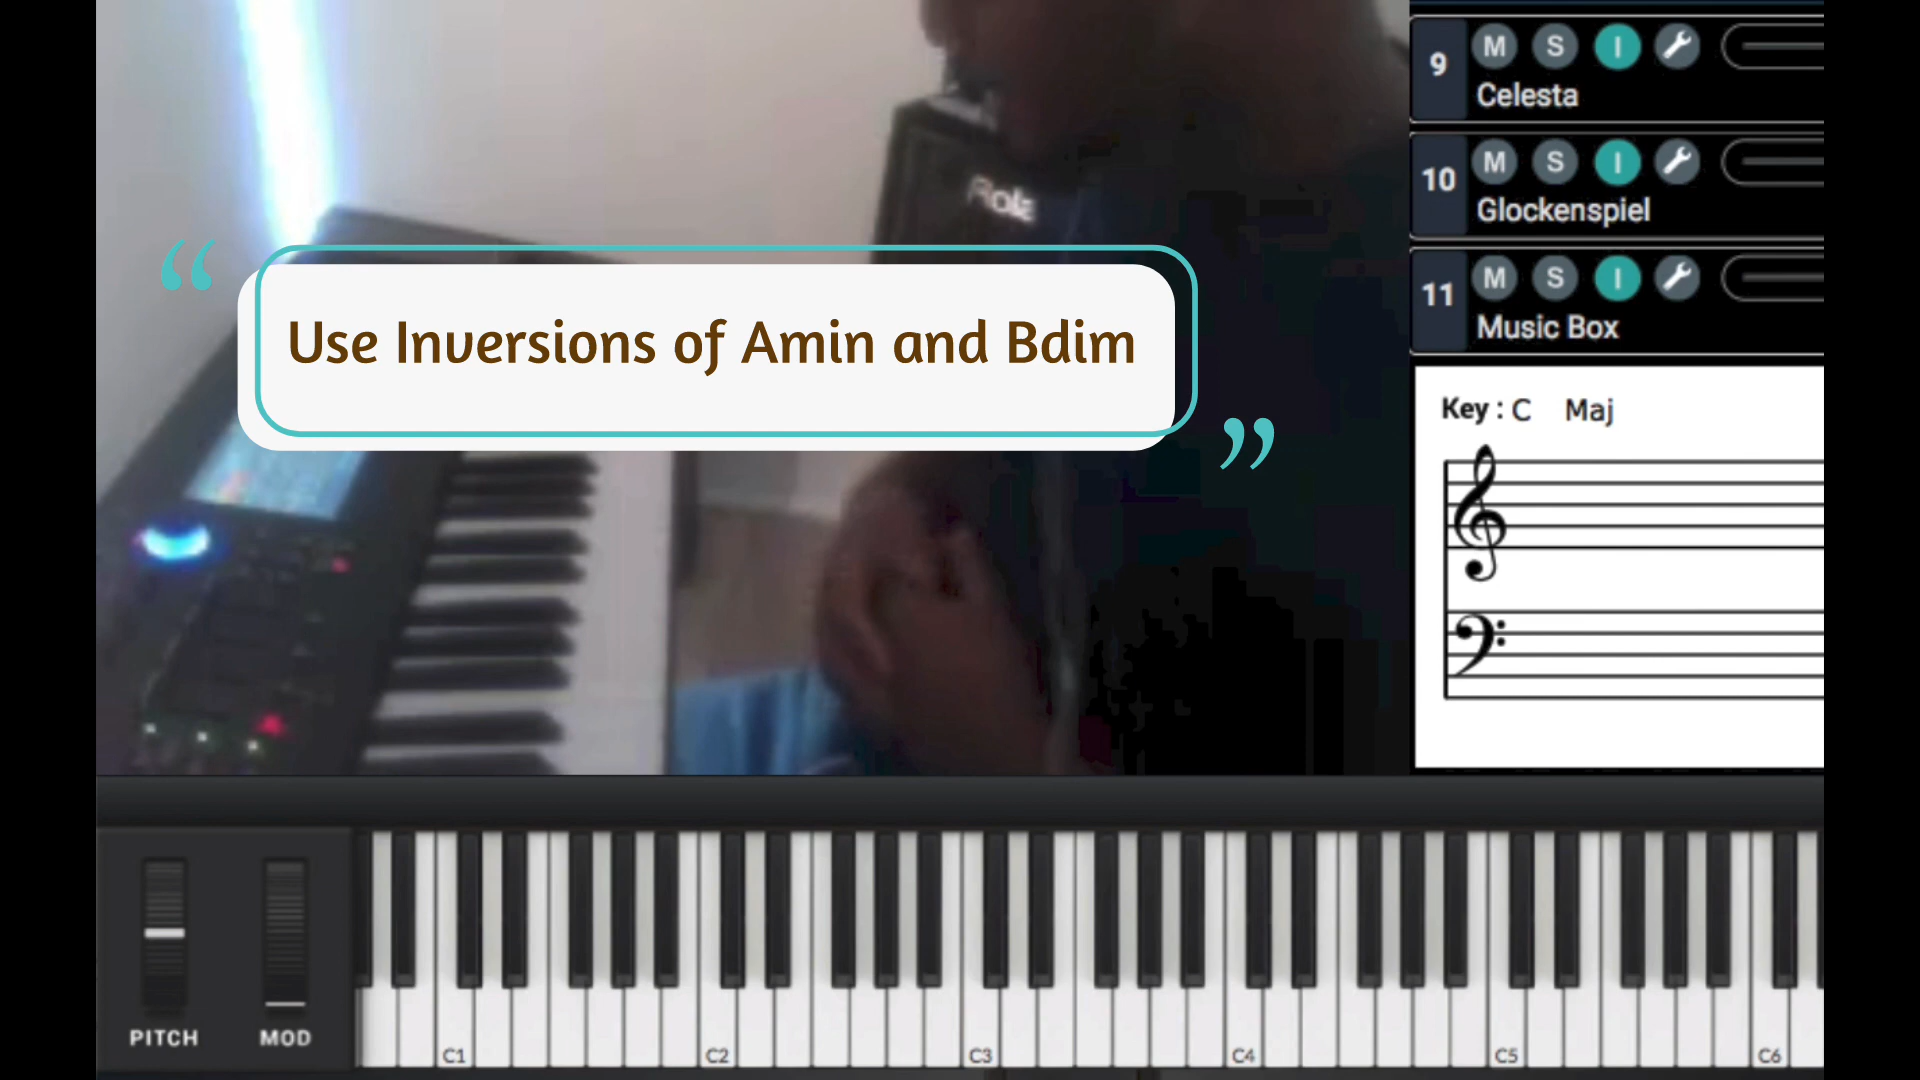 “
Use Inversions of Amin and Bdim
”
9
M S I
Celesta
10
M S I
Glockenspiel
11
M S I
Music Box
Key : C Maj
PITCH
MOD
C1 C2 C3 C4 C5 C6